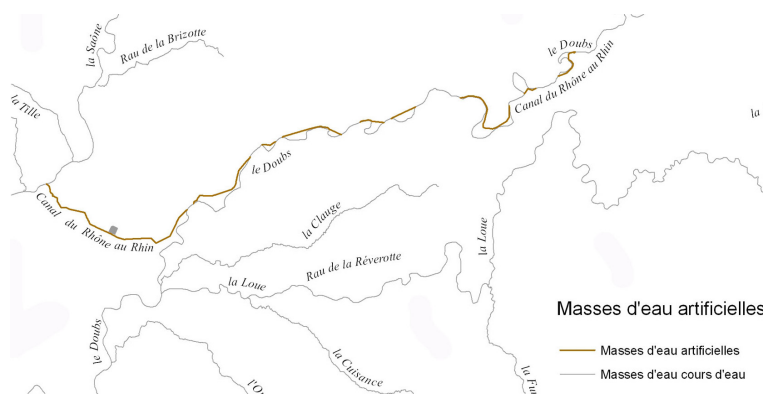 la Saône
Rau de la Brizotte
le Doubs
Canal du Rhône au Rhin
la Tille
la
le Doubs
Canal du Rhône au Rhin
la Clauge
la Loue
Rau de la Réverotte
la Loue
Masses d'eau artificielles
le Doubs
Masses d'eau artificielles
la Cuisance
Masses d'eau cours d'eau